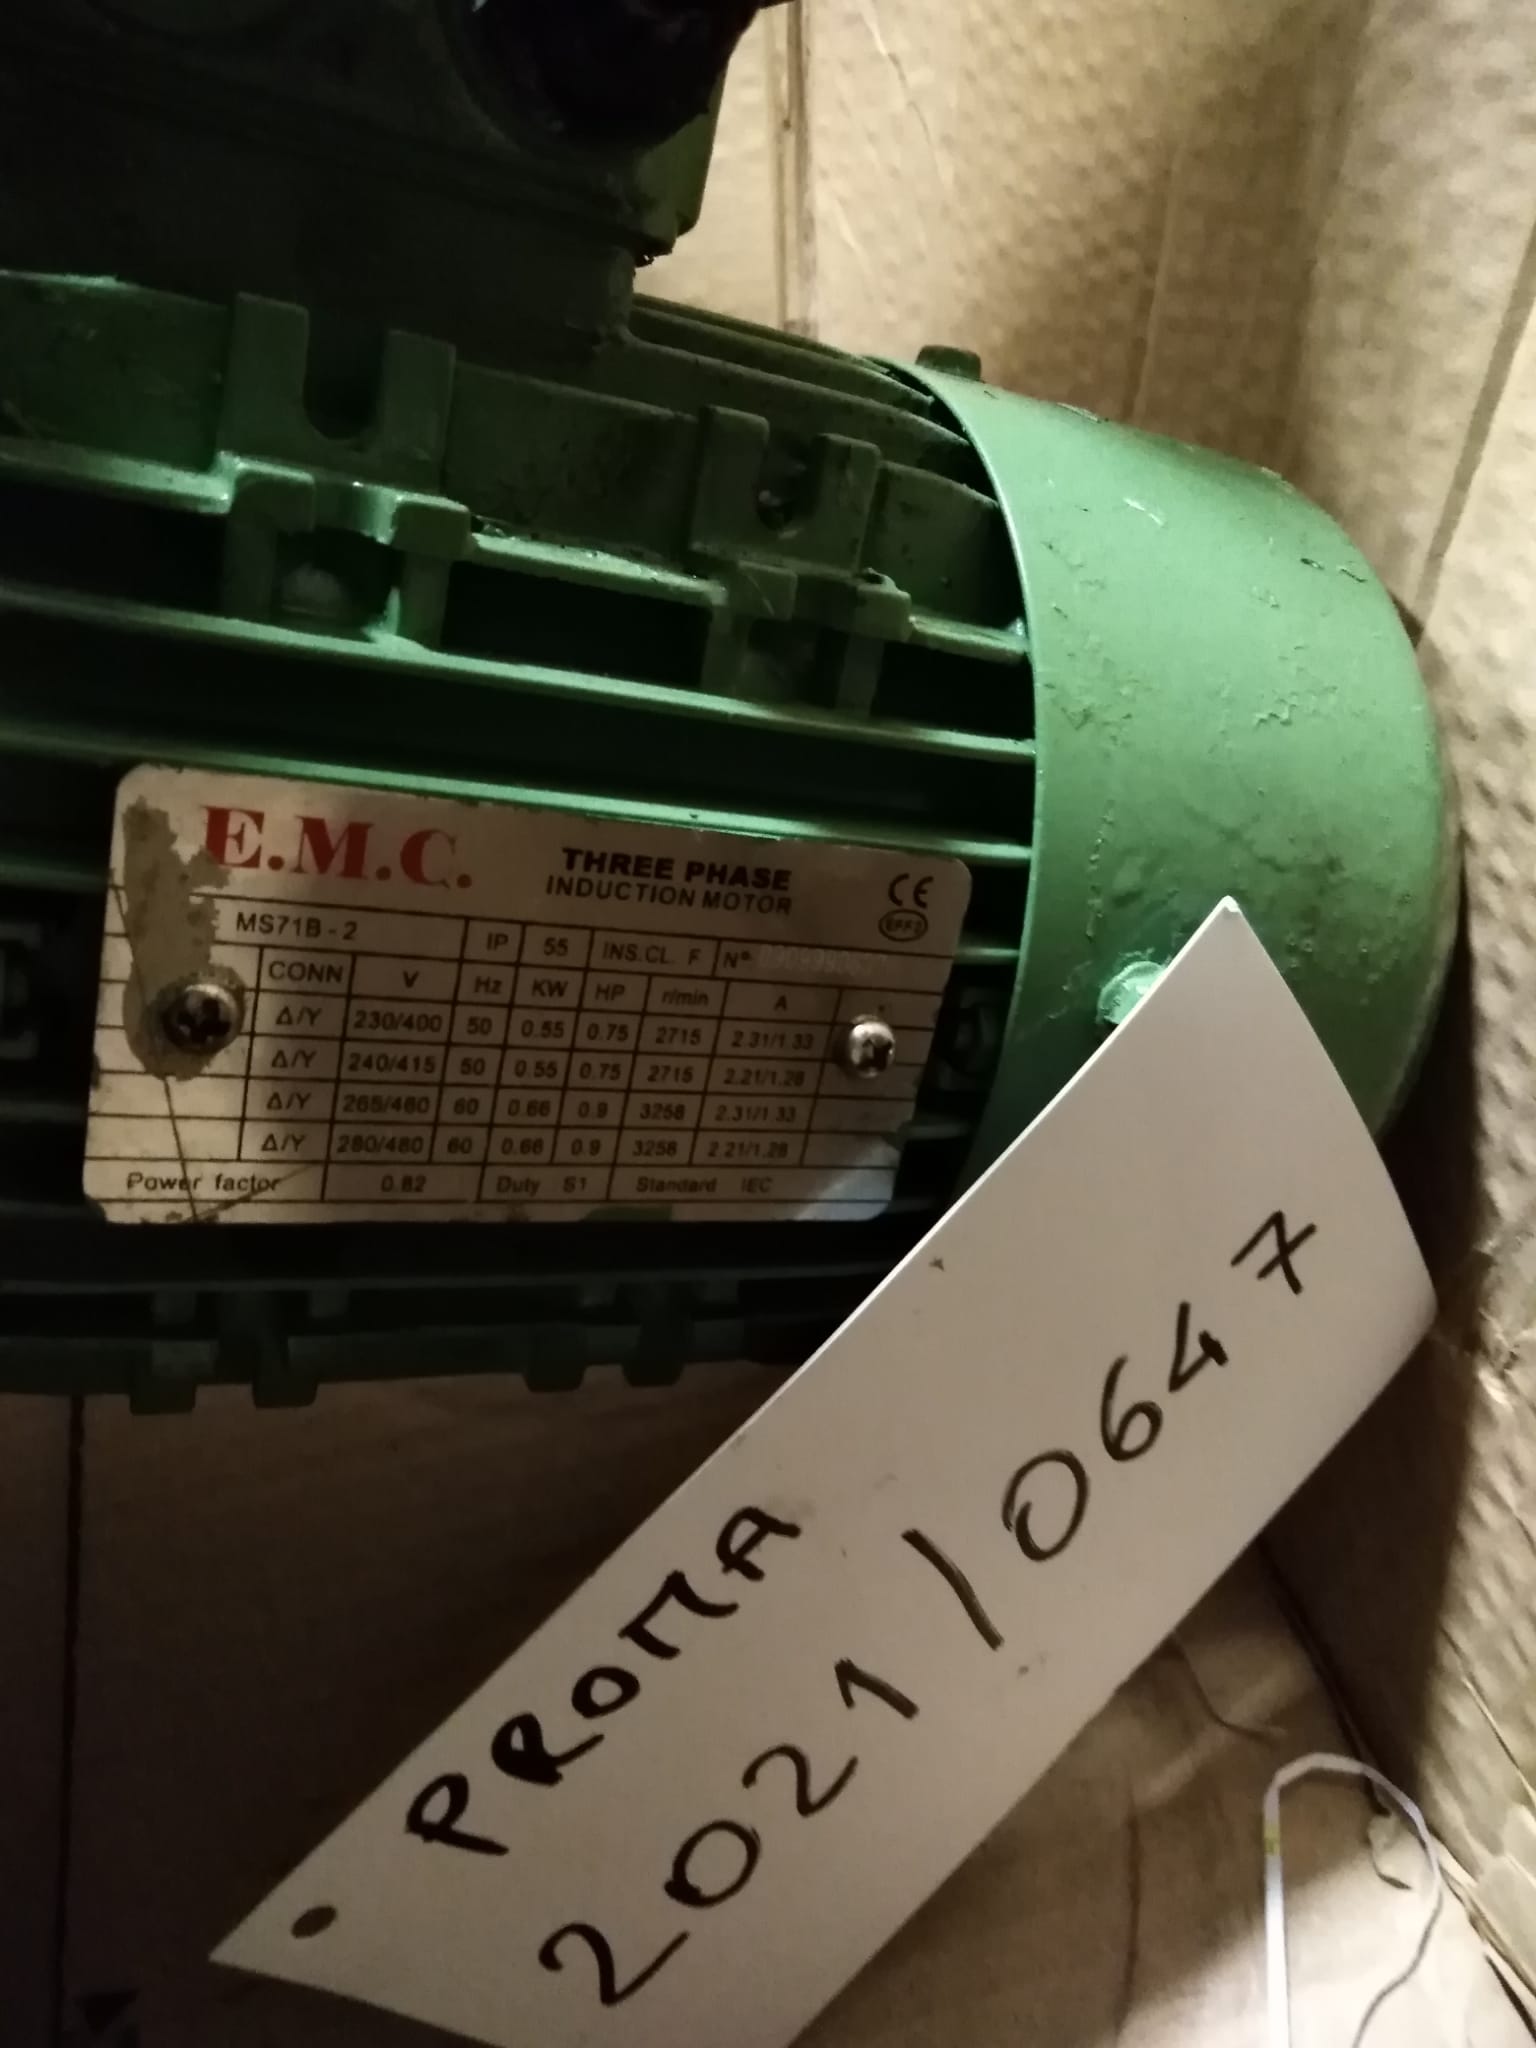 E.M.C.
THREE PHASE
INDUCTION MOTOR
CE
EFF2
MS71B-2 IP 55 INS.CL. F Nº
CONN V Hz KW HP r/min A
Δ/Y 230/400 50 0.55 0.75 2715 2.31/1.33
Δ/Y 240/415 50 0.55 0.75 2715 2.21/1.28
Δ/Y 265/460 60 0.66 0.9 3258 2.31/1.33
Δ/Y 280/480 60 0.66 0.9 3258 2.21/1.28
Power factor 0.82 Duty S1 Standard IEC
PROMA
2021/10647